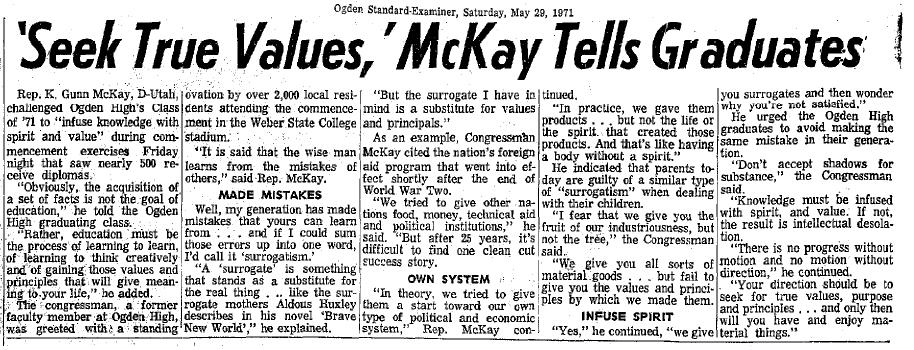 Ogden Standard-Examiner, Saturday, May 29, 1971
'Seek True Values,' McKay Tells Graduates
Rep. K. Gunn McKay, D-Utah,
challenged Ogden High's Class
of '71 to "infuse knowledge with
spirit and value" during com-
mencement exercises Friday
night that saw nearly 500 re-
ceive diplomas.
"Obviously, the acquisition of
a set of facts is not the goal of
education," he told the Ogden
High graduating class.
"Rather, education must be
the process of learning to learn,
of learning to think creatively
and of gaining those values and
principles that will give mean-
ing to your life," he added.
The congressman, a former
faculty member at Ogden High,
was greeted with a standing
ovation by over 2,000 local resi-
dents attending the commence-
ment in the Weber State College
stadium.
"It is said that the wise man
learns from the mistakes of
others," said Rep. McKay.
MADE MISTAKES
Well, my generation has made
mistakes that yours can learn
from . . . and if I could sum
those errors up into one word,
I'd call it 'surrogatism.'
"A 'surrogate' is something
that stands as a substitute for
the real thing . . . like the sur-
rogate mothers Aldous Huxley
describes in his novel 'Brave
New World'," he explained.
"But the surrogate I have in
mind is a substitute for values
and principals."
As an example, Congressman
McKay cited the nation's foreign
aid program that went into ef-
fect shortly after the end of
World War Two.
"We tried to give other na-
tions food, money, technical aid
and political institutions," he
said. "But after 25 years, it's
difficult to find one clean cut
success story.
OWN SYSTEM
"In theory, we tried to give
them a start toward our own
type of political and economic
system," Rep. McKay con-
tinued.
"In practice, we gave them
products . . . but not the life or
the spirit that created those
products. And that's like having
a body without a spirit."
He indicated that parents to-
day are guilty of a similar type
of "surrogatism" when dealing
with their children.
"I fear that we give you the
fruit of our industriousness, but
not the tree," the Congressman
said.
"We give you all sorts of
material goods . . . but fail to
give you the values and princi-
ples by which we made them.
INFUSE SPIRIT
"Yes," he continued, "we give
you surrogates and then wonder
why you're not satisfied."
He urged the Ogden High
graduates to avoid making the
same mistake in their genera-
tion.
"Don't accept shadows for
substance," the Congressman
said.
"Knowledge must be infused
with spirit, and value. If not,
the result is intellectual desola-
tion.
"There is no progress without
motion and no motion without
direction," he continued.
"Your direction should be to
seek for true values, purpose
and principles . . . and only then
will you have and enjoy ma-
terial things."